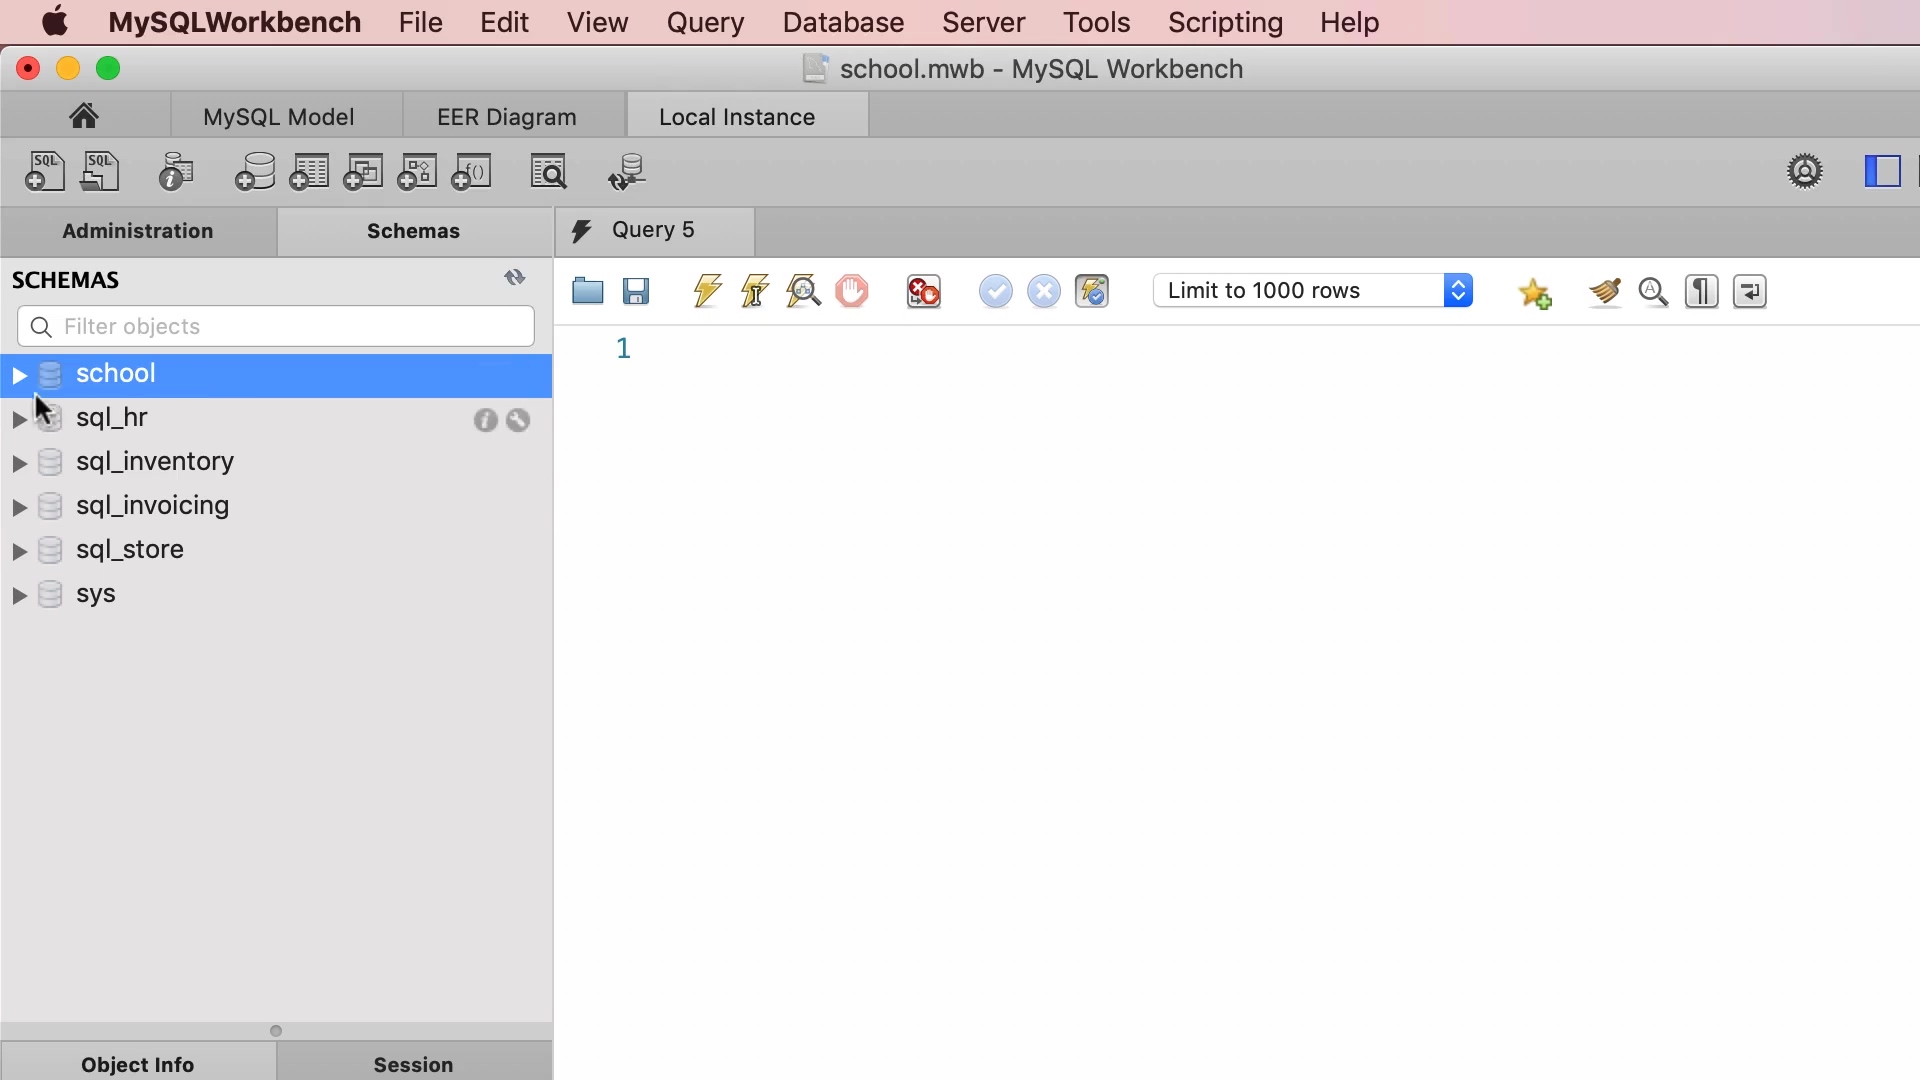 MySQLWorkbench File Edit View Query Database Server Tools Scripting Help
school.mwb - MySQL Workbench
MySQL Model EER Diagram Local Instance
SQL SQL
Administration Schemas Query 5
SCHEMAS
Limit to 1000 rows
Filter objects
1
school
sql_hr
sql_inventory
sql_invoicing
sql_store
sys
Object Info Session